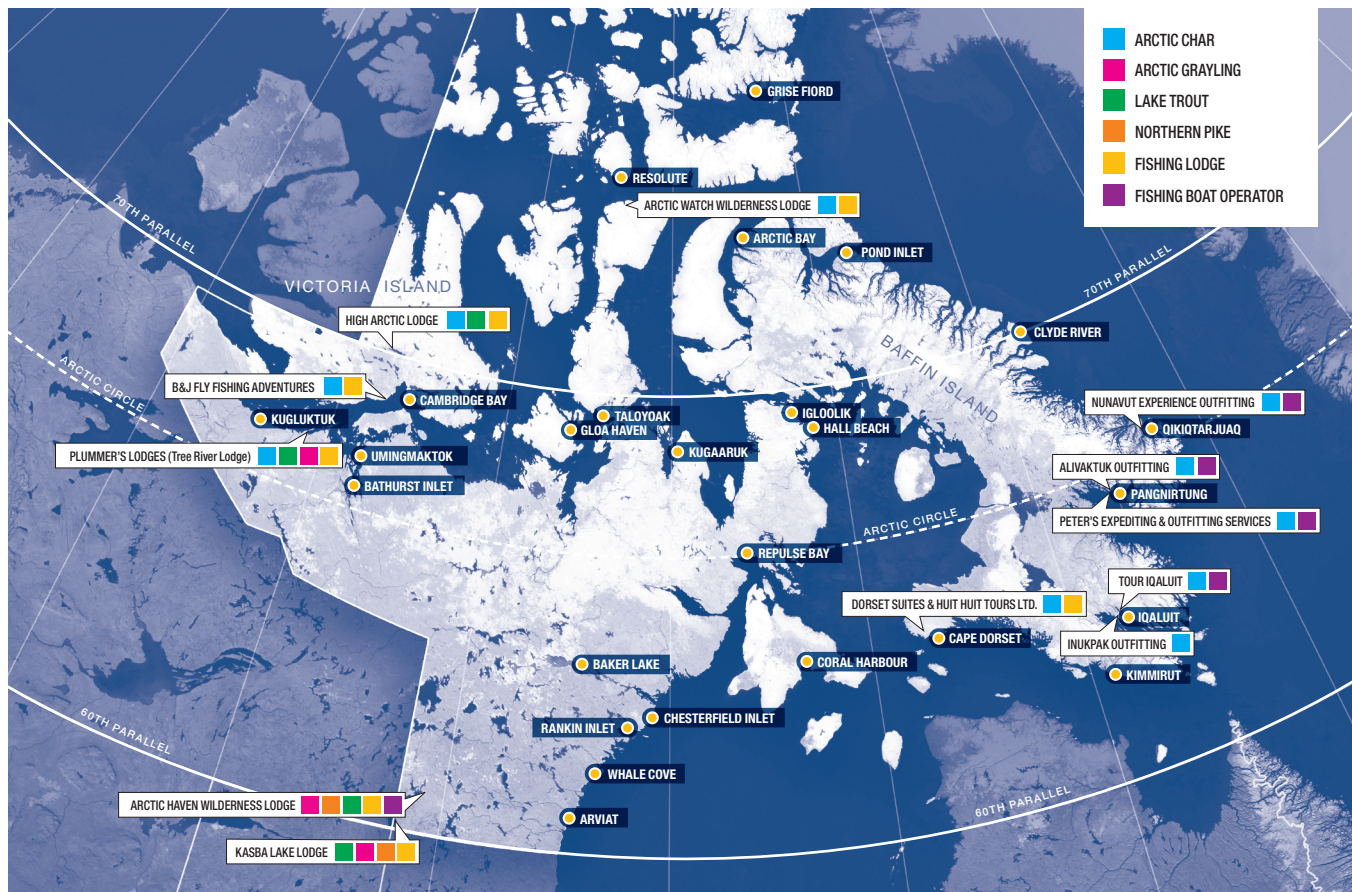 ARCTIC CHAR
ARCTIC GRAYLING
LAKE TROUT
NORTHERN PIKE
FISHING LODGE
FISHING BOAT OPERATOR
GRISE FIORD
RESOLUTE
ARCTIC WATCH WILDERNESS LODGE
70TH PARALLEL
ARCTIC BAY
POND INLET
70TH PARALLEL
VICTORIA ISLAND
HIGH ARCTIC LODGE
CLYDE RIVER
BAFFIN ISLAND
ARCTIC CIRCLE
B&J FLY FISHING ADVENTURES
CAMBRIDGE BAY
NUNAVUT EXPERIENCE OUTFITTING
KUGLUKTUK
TALOYOAK
IGLOOLIK
GLOA HAVEN
HALL BEACH
QIKIQTARJUAQ
PLUMMER'S LODGES (Tree River Lodge)
UMINGMAKTOK
KUGAARUK
ALIVAKTUK OUTFITTING
BATHURST INLET
PANGNIRTUNG
ARCTIC CIRCLE
PETER'S EXPEDITING & OUTFITTING SERVICES
REPULSE BAY
TOUR IQALUIT
DORSET SUITES & HUIT HUIT TOURS LTD.
IQALUIT
CAPE DORSET
INUKPAK OUTFITTING
BAKER LAKE
CORAL HARBOUR
KIMMIRUT
60TH PARALLEL
CHESTERFIELD INLET
RANKIN INLET
WHALE COVE
ARCTIC HAVEN WILDERNESS LODGE
60TH PARALLEL
ARVIAT
KASBA LAKE LODGE